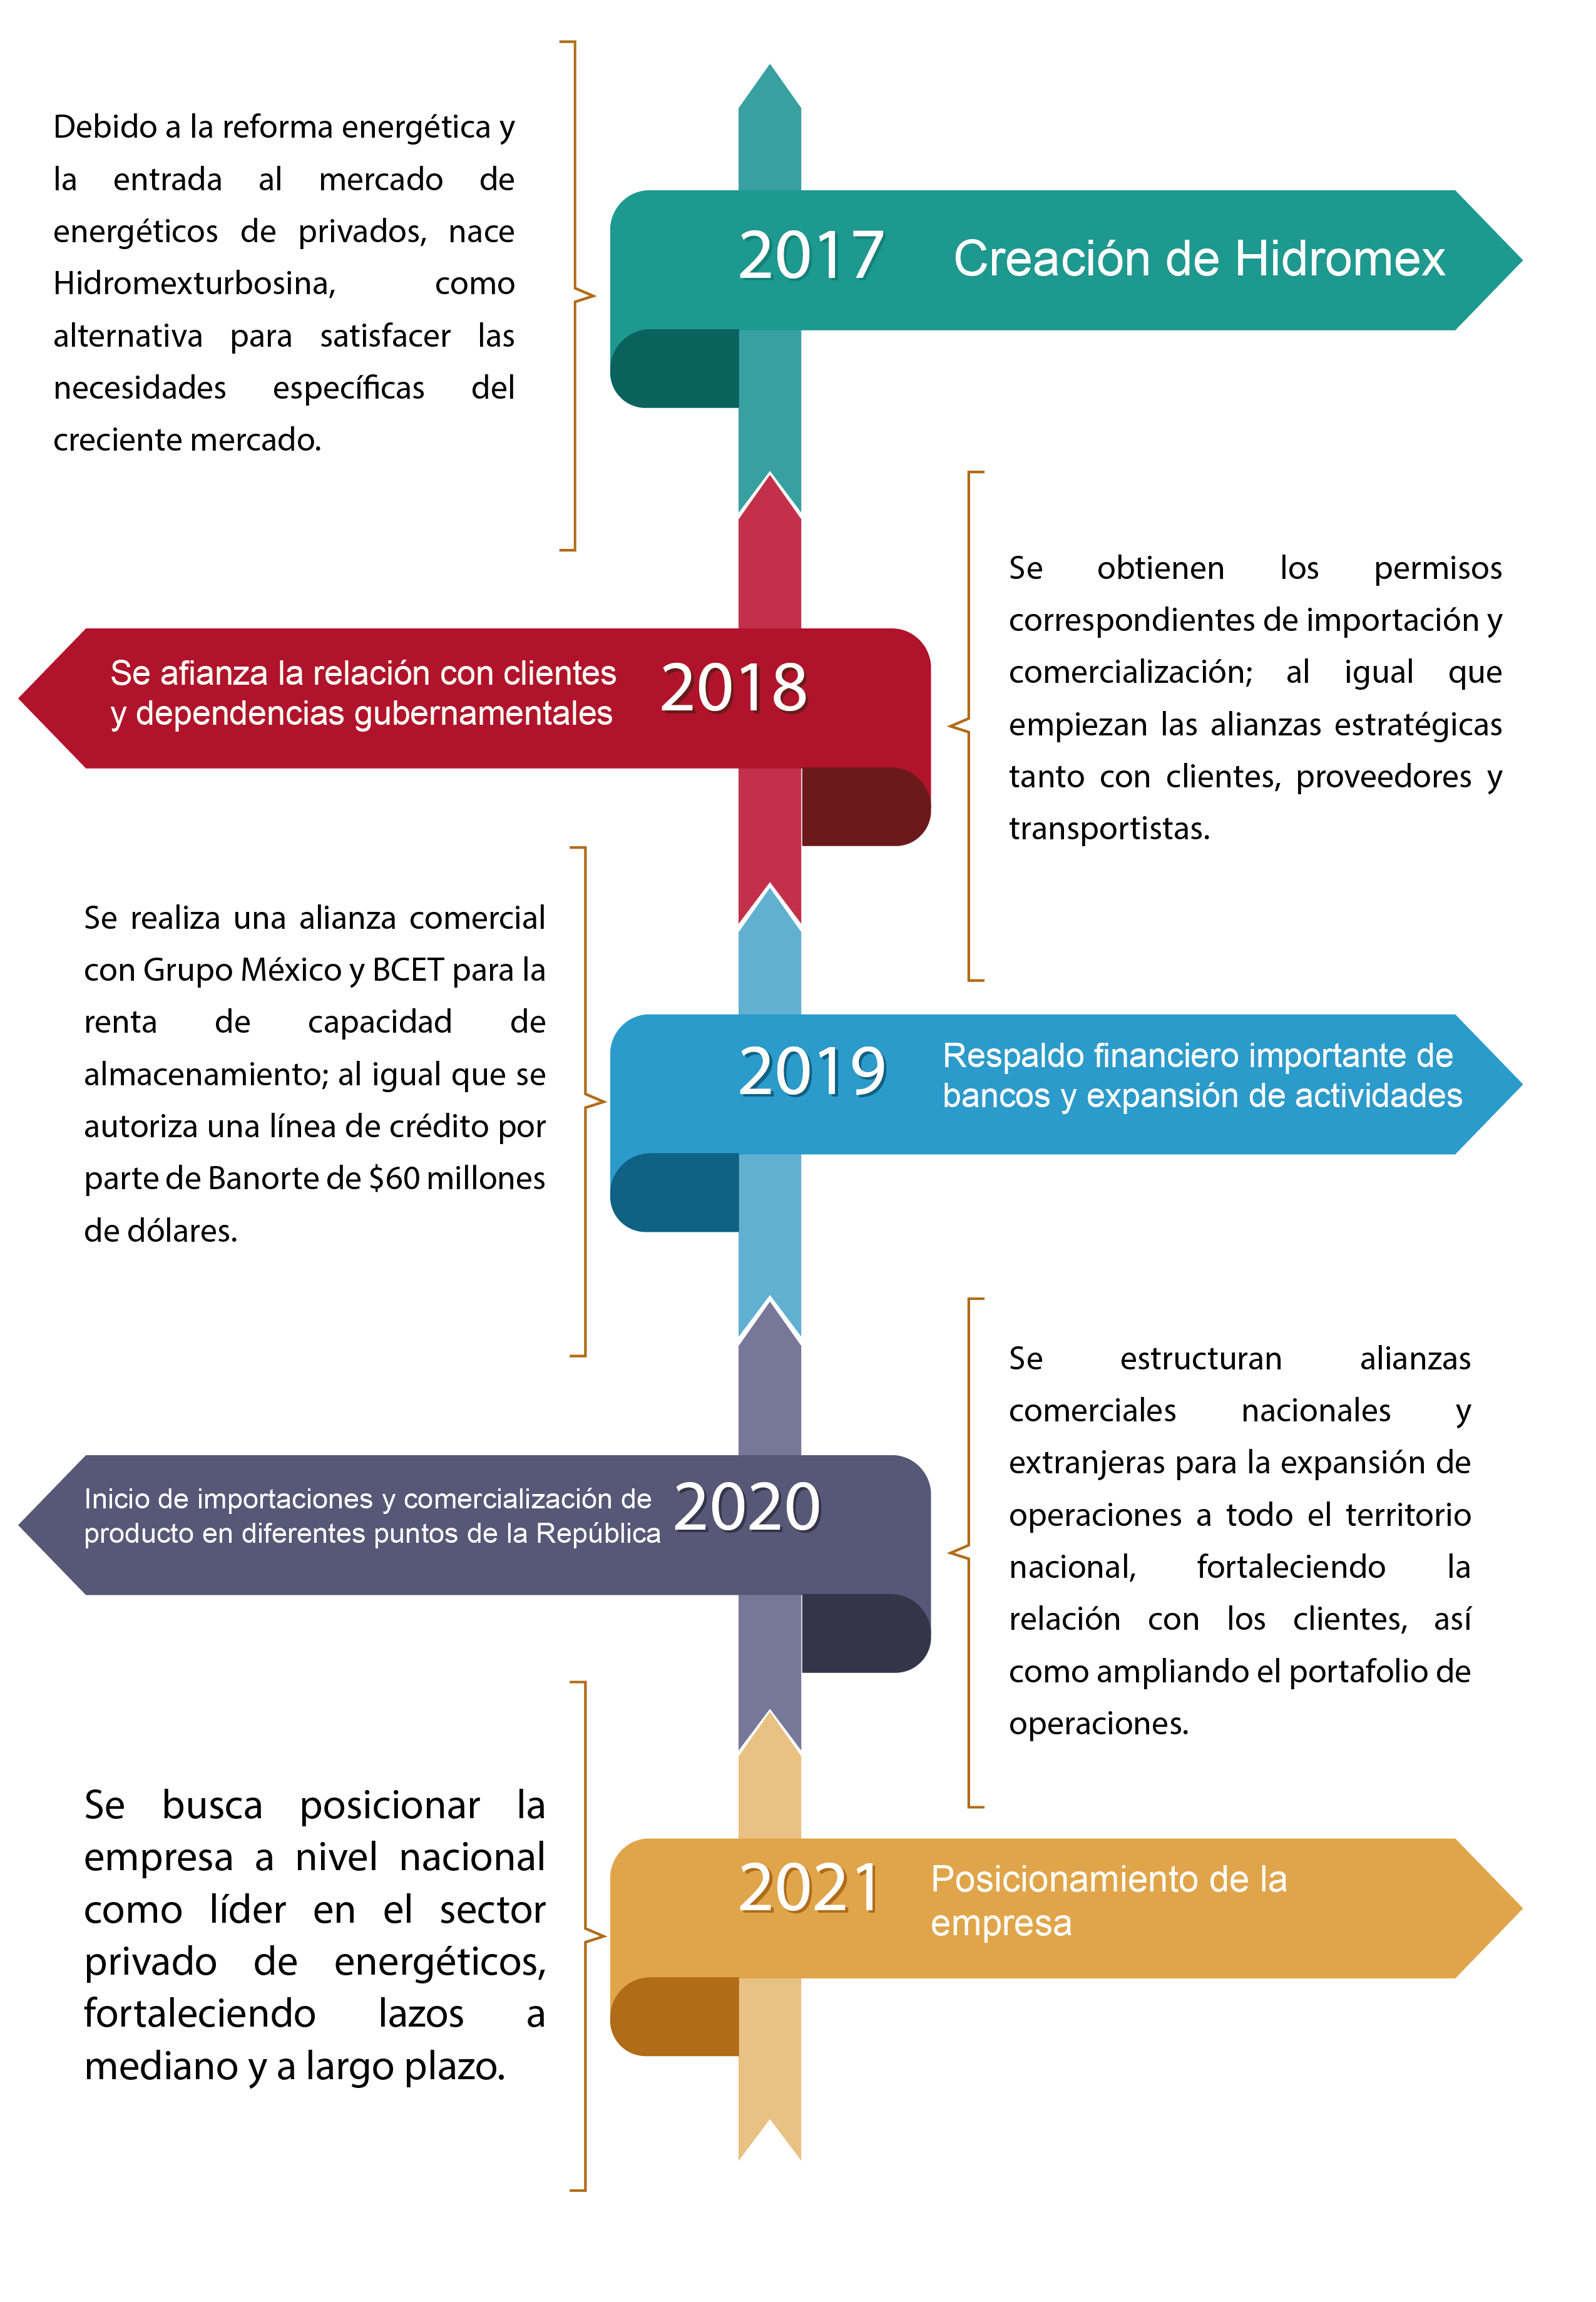 Debido a la reforma energética y
la entrada al mercado de
energéticos de privados, nace
Hidromexturbosina, como
alternativa para satisfacer las
necesidades específicas del
creciente mercado.
2017
Creación de Hidromex
Se afianza la relación con clientes
y dependencias gubernamentales
2018
Se obtienen los permisos
correspondientes de importación y
comercialización; al igual que
empiezan las alianzas estratégicas
tanto con clientes, proveedores y
transportistas.
Se realiza una alianza comercial
con Grupo México y BCET para la
renta de capacidad de
almacenamiento; al igual que se
autoriza una línea de crédito por
parte de Banorte de $60 millones
de dólares.
2019
Respaldo financiero importante de
bancos y expansión de actividades
Inicio de importaciones y comercialización de
producto en diferentes puntos de la República
2020
Se estructuran alianzas
comerciales nacionales y
extranjeras para la expansión de
operaciones a todo el territorio
nacional, fortaleciendo la
relación con los clientes, así
como ampliando el portafolio de
operaciones.
Se busca posicionar la
empresa a nivel nacional
como líder en el sector
privado de energéticos,
fortaleciendo lazos a
mediano y a largo plazo.
2021
Posicionamiento de la
empresa